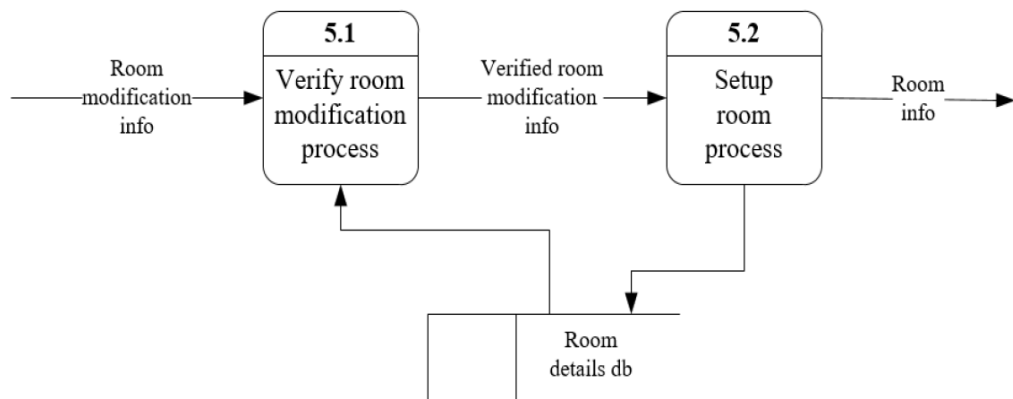 5.1
Verify room
modification
process
5.2
Setup
room
process
Room
modification
info
Verified room
modification
info
Room
info
Room
details db